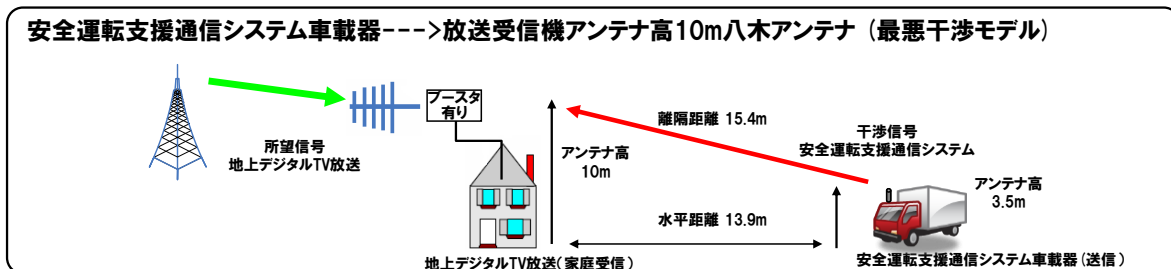 安全運転支援通信システム車載器--->放送受信機アンテナ高10m八木アンテナ (最悪干渉モデル)
ブースタ
有り
所望信号
地上デジタルTV放送
アンテナ高
10m
離隔距離 15.4m
干渉信号
安全運転支援通信システム
アンテナ高
3.5m
水平距離 13.9m
地上デジタルTV放送(家庭受信)
安全運転支援通信システム車載器(送信)